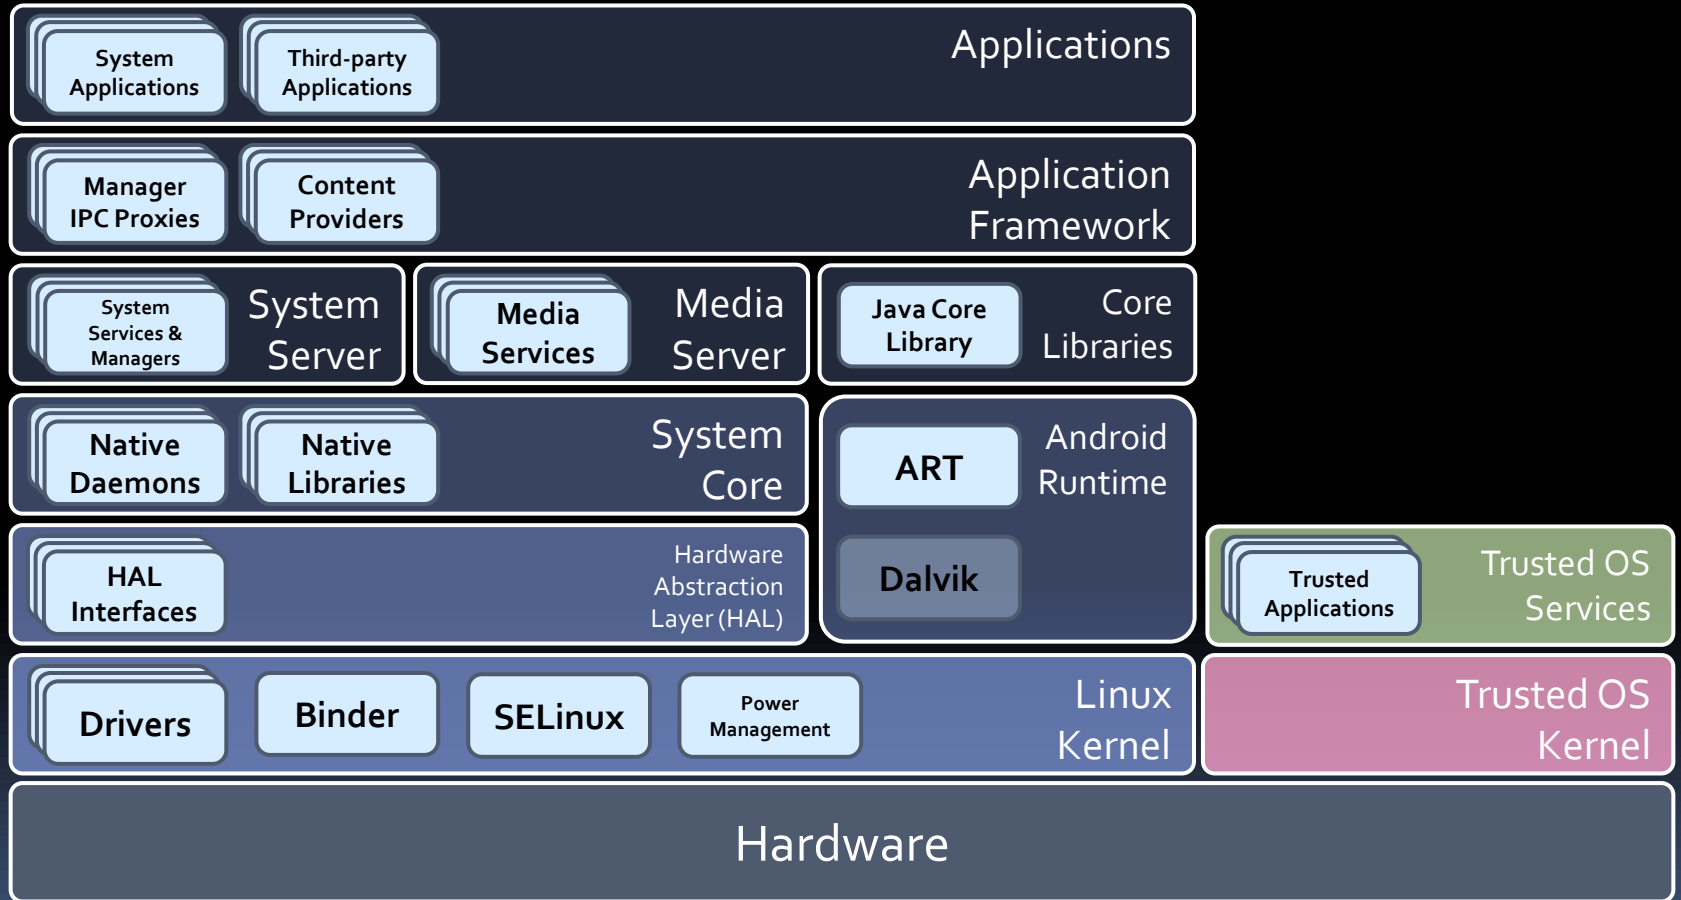 System
Applications
Third-party
Applications
Applications
Manager
IPC Proxies
Content
Providers
Application
Framework
System
Services &
Managers
System
Server
Media
Services
Media
Server
Java Core
Library
Core
Libraries
Native
Daemons
Native
Libraries
System
Core
ART
Android
Runtime
Dalvik
HAL
Interfaces
Hardware
Abstraction
Layer (HAL)
Trusted
Applications
Trusted OS
Services
Drivers
Binder
SELinux
Power
Management
Linux
Kernel
Trusted OS
Kernel
Hardware